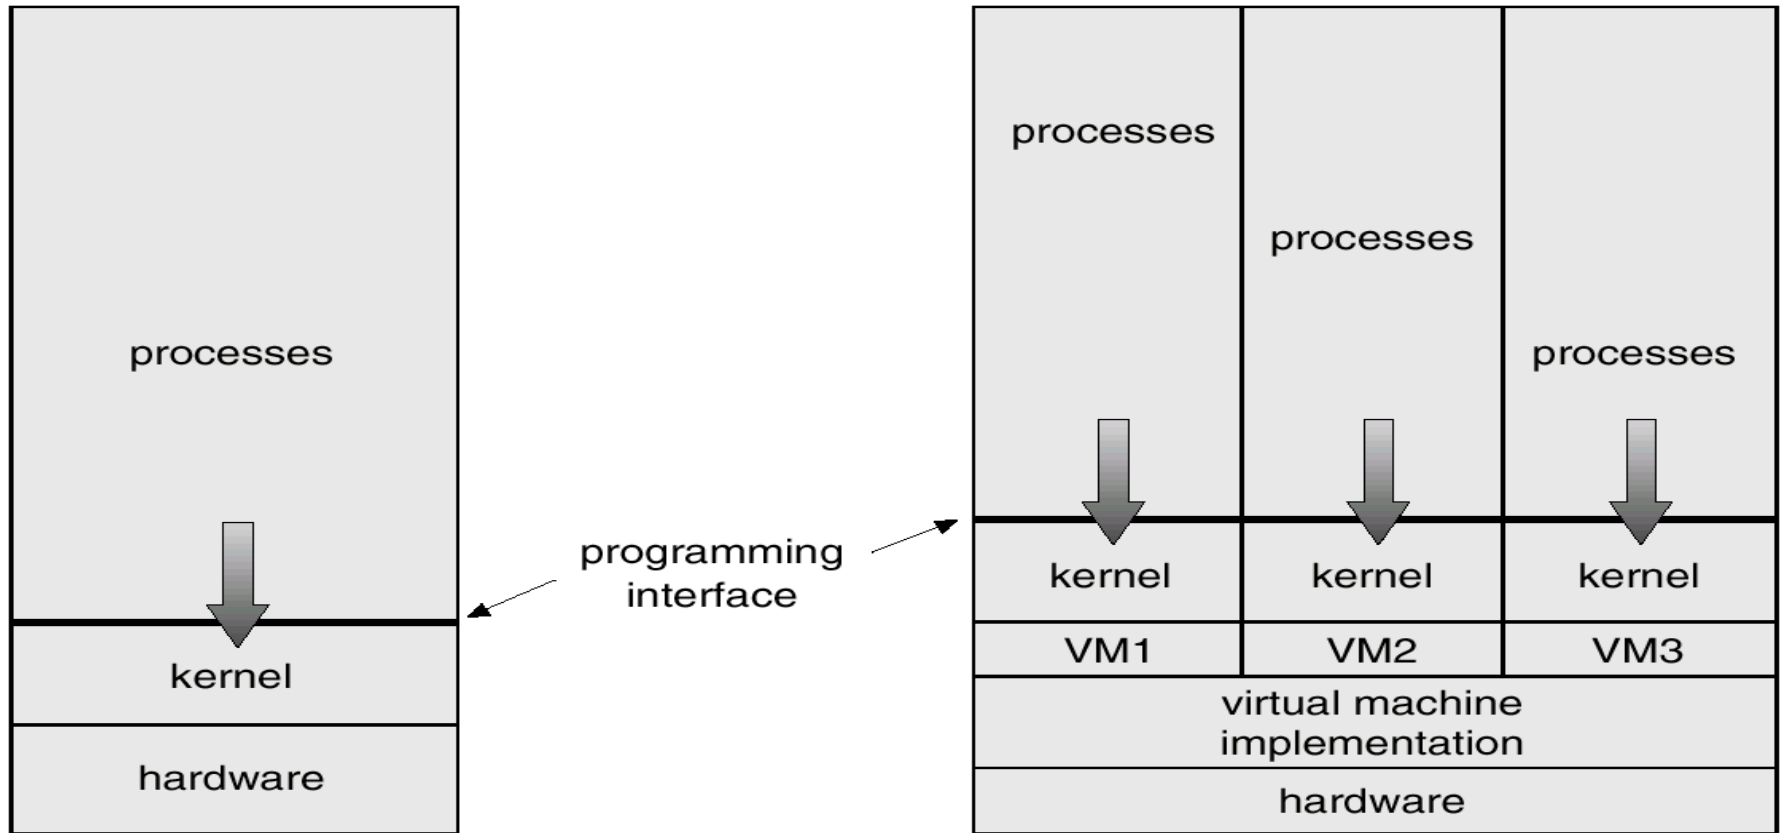 processes
kernel
hardware
programming
interface
processes
processes
processes
kernel
kernel
kernel
VM1
VM2
VM3
virtual machine
implementation
hardware